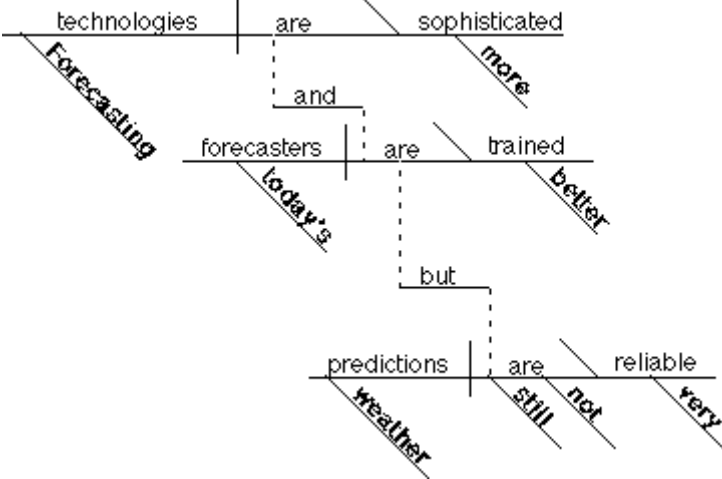 technologies are sophisticated
Forecasting more
and
forecasters are trained
today's better
but
predictions are reliable
weather still not very